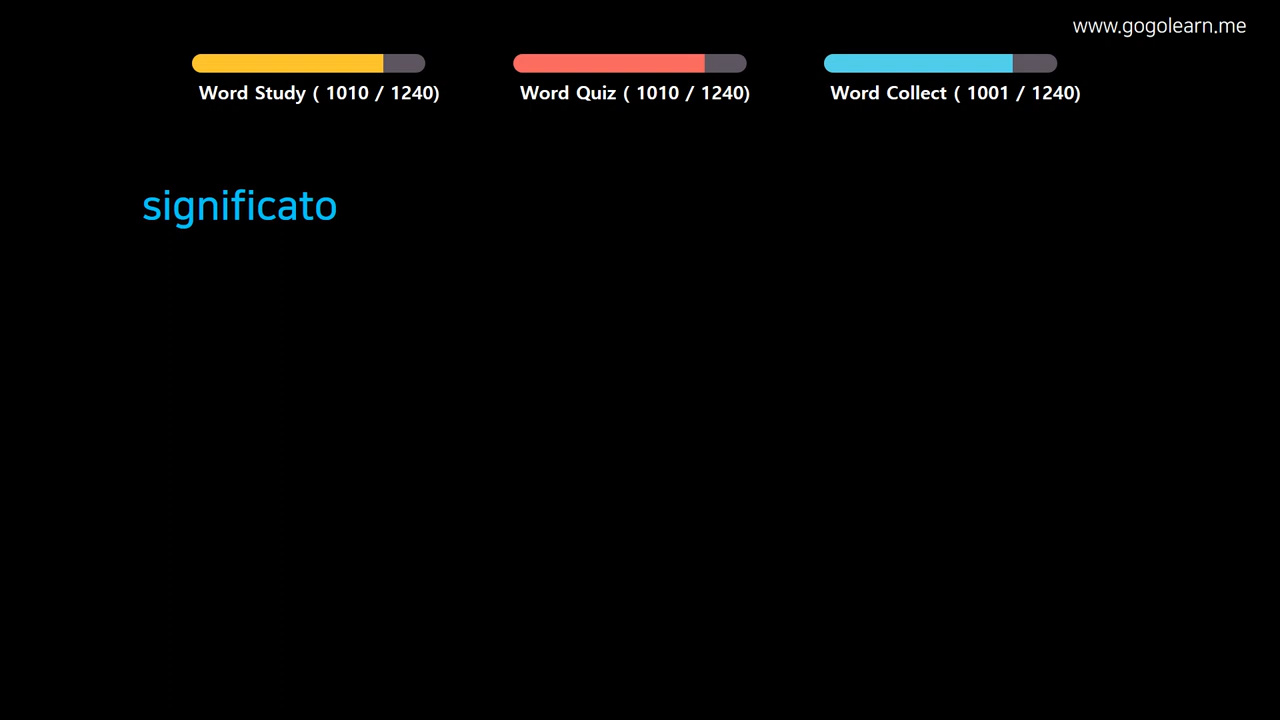 www.gogolearn.me
Word Study ( 1010 / 1240)
Word Quiz ( 1010 / 1240)
Word Collect ( 1001 / 1240)
significato